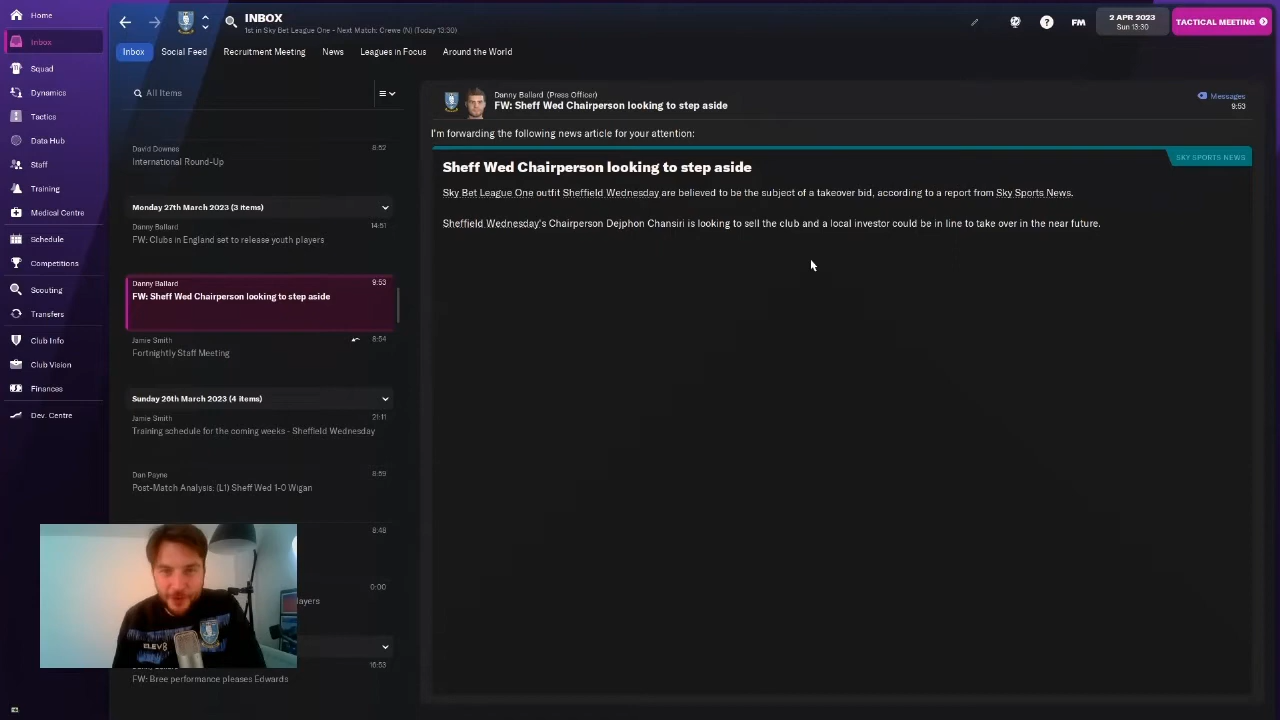 Home
Inbox
Squad
Dynamics
Tactics
Data Hub
Staff
Training
Medical Centre
Schedule
Competitions
Scouting
Transfers
Club Info
Club Vision
Finances
Dev. Centre
INBOX
1st in Sky Bet League One - Next Match: Crewe (N) (Today 13:30)
FM
2 APR 2023
Sun 13:30
TACTICAL MEETING
Inbox
Social Feed
Recruitment Meeting
News
Leagues in Focus
Around the World
All Items
David Downes
8:52
International Round-Up
Monday 27th March 2023 (3 items)
Danny Ballard
14:51
FW: Clubs in England set to release youth players
Danny Ballard
9:53
FW: Sheff Wed Chairperson looking to step aside
Jamie Smith
8:54
Fortnightly Staff Meeting
Sunday 26th March 2023 (4 items)
Jamie Smith
21:11
Training schedule for the coming weeks - Sheffield Wednesday
Dan Payne
8:59
Post-Match Analysis: (L1) Sheff Wed 1-0 Wigan
8:48
0:00
layers
16:53
FW: Bree performance pleases Edwards
Danny Ballard (Press Officer)
FW: Sheff Wed Chairperson looking to step aside
Messages
9:53
I'm forwarding the following news article for your attention:
SKY SPORTS NEWS
Sheff Wed Chairperson looking to step aside
Sky Bet League One outfit Sheffield Wednesday are believed to be the subject of a takeover bid, according to a report from Sky Sports News.
Sheffield Wednesday's Chairperson Dejphon Chansiri is looking to sell the club and a local investor could be in line to take over in the near future.
ELEV8